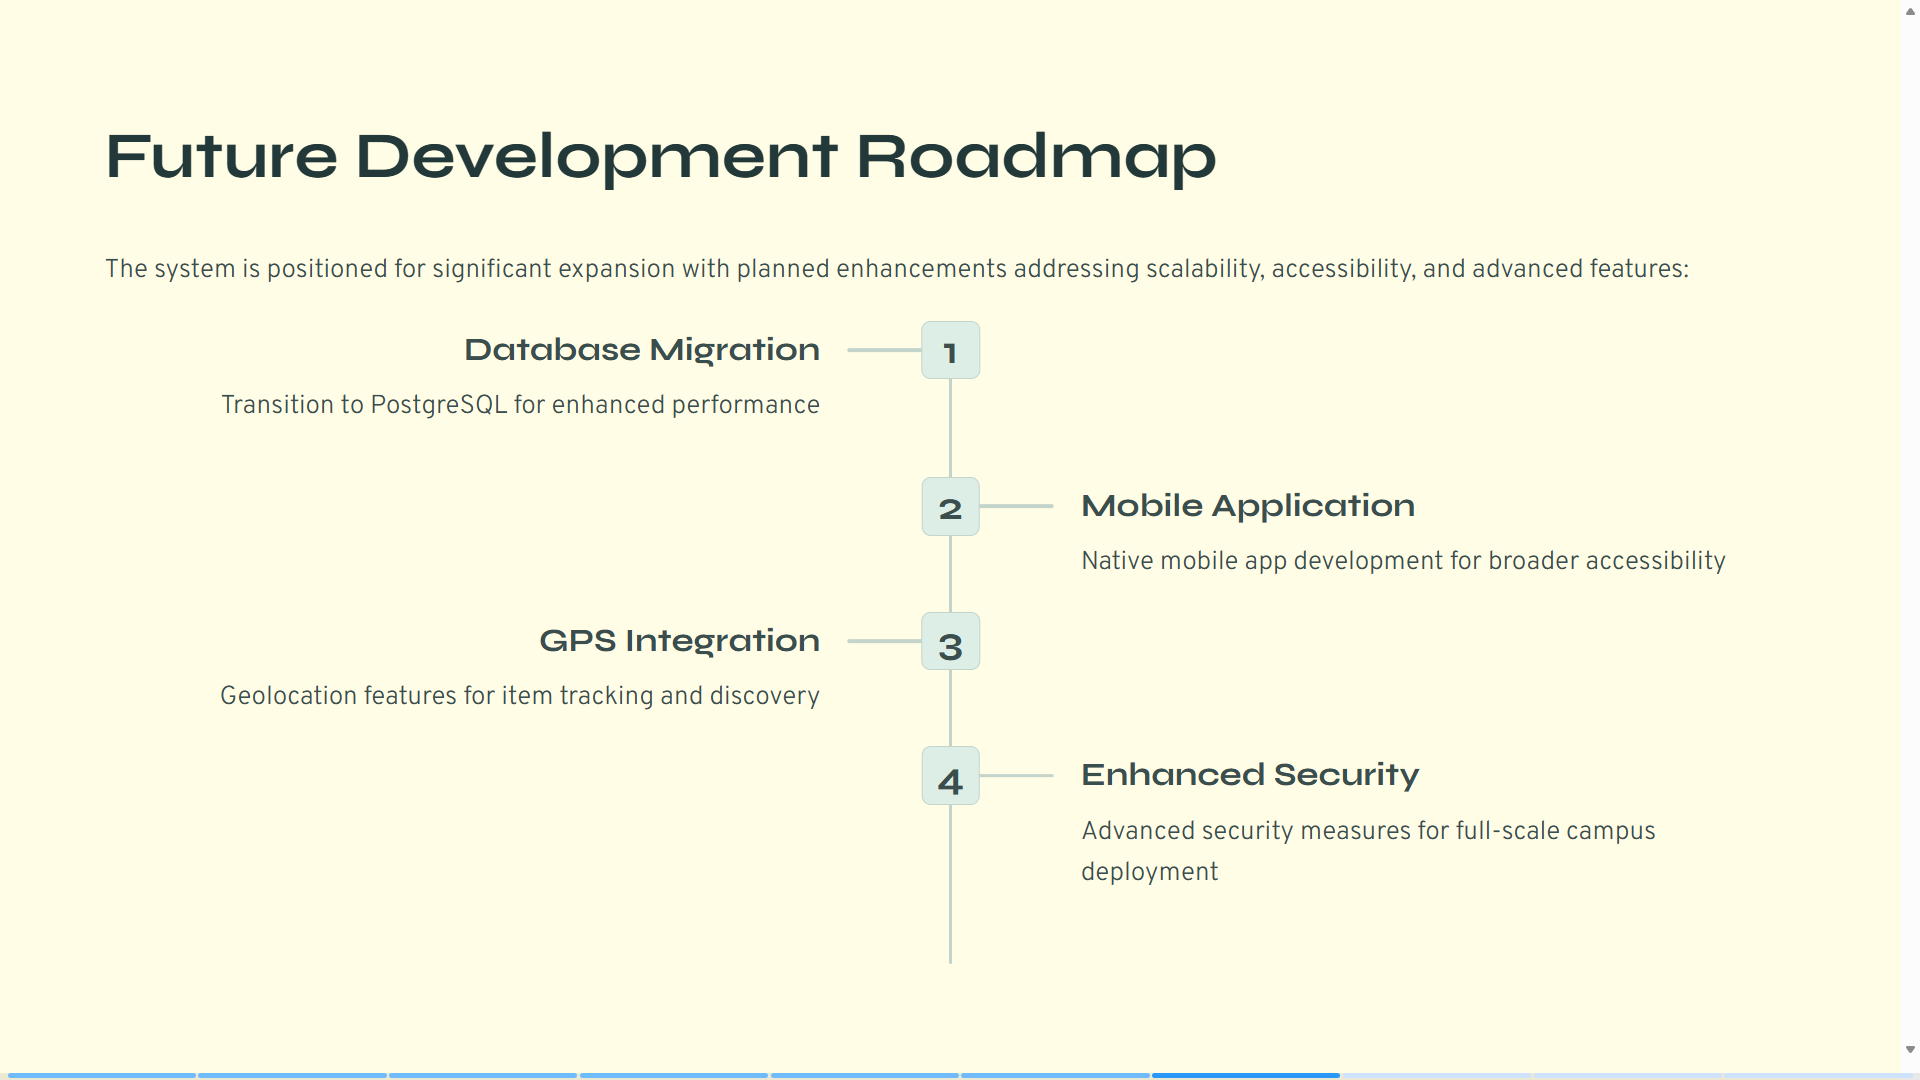 Future Development Roadmap
The system is positioned for significant expansion with planned enhancements addressing scalability, accessibility, and advanced features:
Database Migration
1
Transition to PostgreSQL for enhanced performance
2
Mobile Application
Native mobile app development for broader accessibility
GPS Integration
3
Geolocation features for item tracking and discovery
4
Enhanced Security
Advanced security measures for full-scale campus
deployment